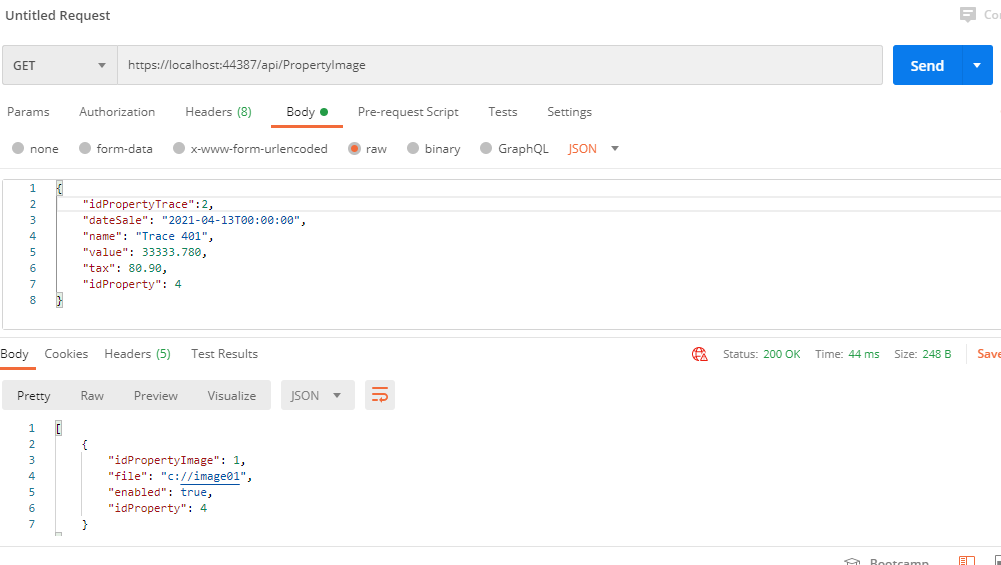 Untitled Request
GET https://localhost:44387/api/PropertyImage Send
Params Authorization Headers (8) Body Pre-request Script Tests Settings
none form-data x-www-form-urlencoded raw binary GraphQL JSON
1 {
2 "idPropertyTrace":2,
3 "dateSale": "2021-04-13T00:00:00",
4 "name": "Trace 401",
5 "value": 33333.780,
6 "tax": 80.90,
7 "idProperty": 4
8 }
Body Cookies Headers (5) Test Results Status: 200 OK Time: 44 ms Size: 248 B Save
Pretty Raw Preview Visualize JSON
1 [
2 {
3 "idPropertyImage": 1,
4 "file": "c://image01",
5 "enabled": true,
6 "idProperty": 4
7 }
Bootcamp